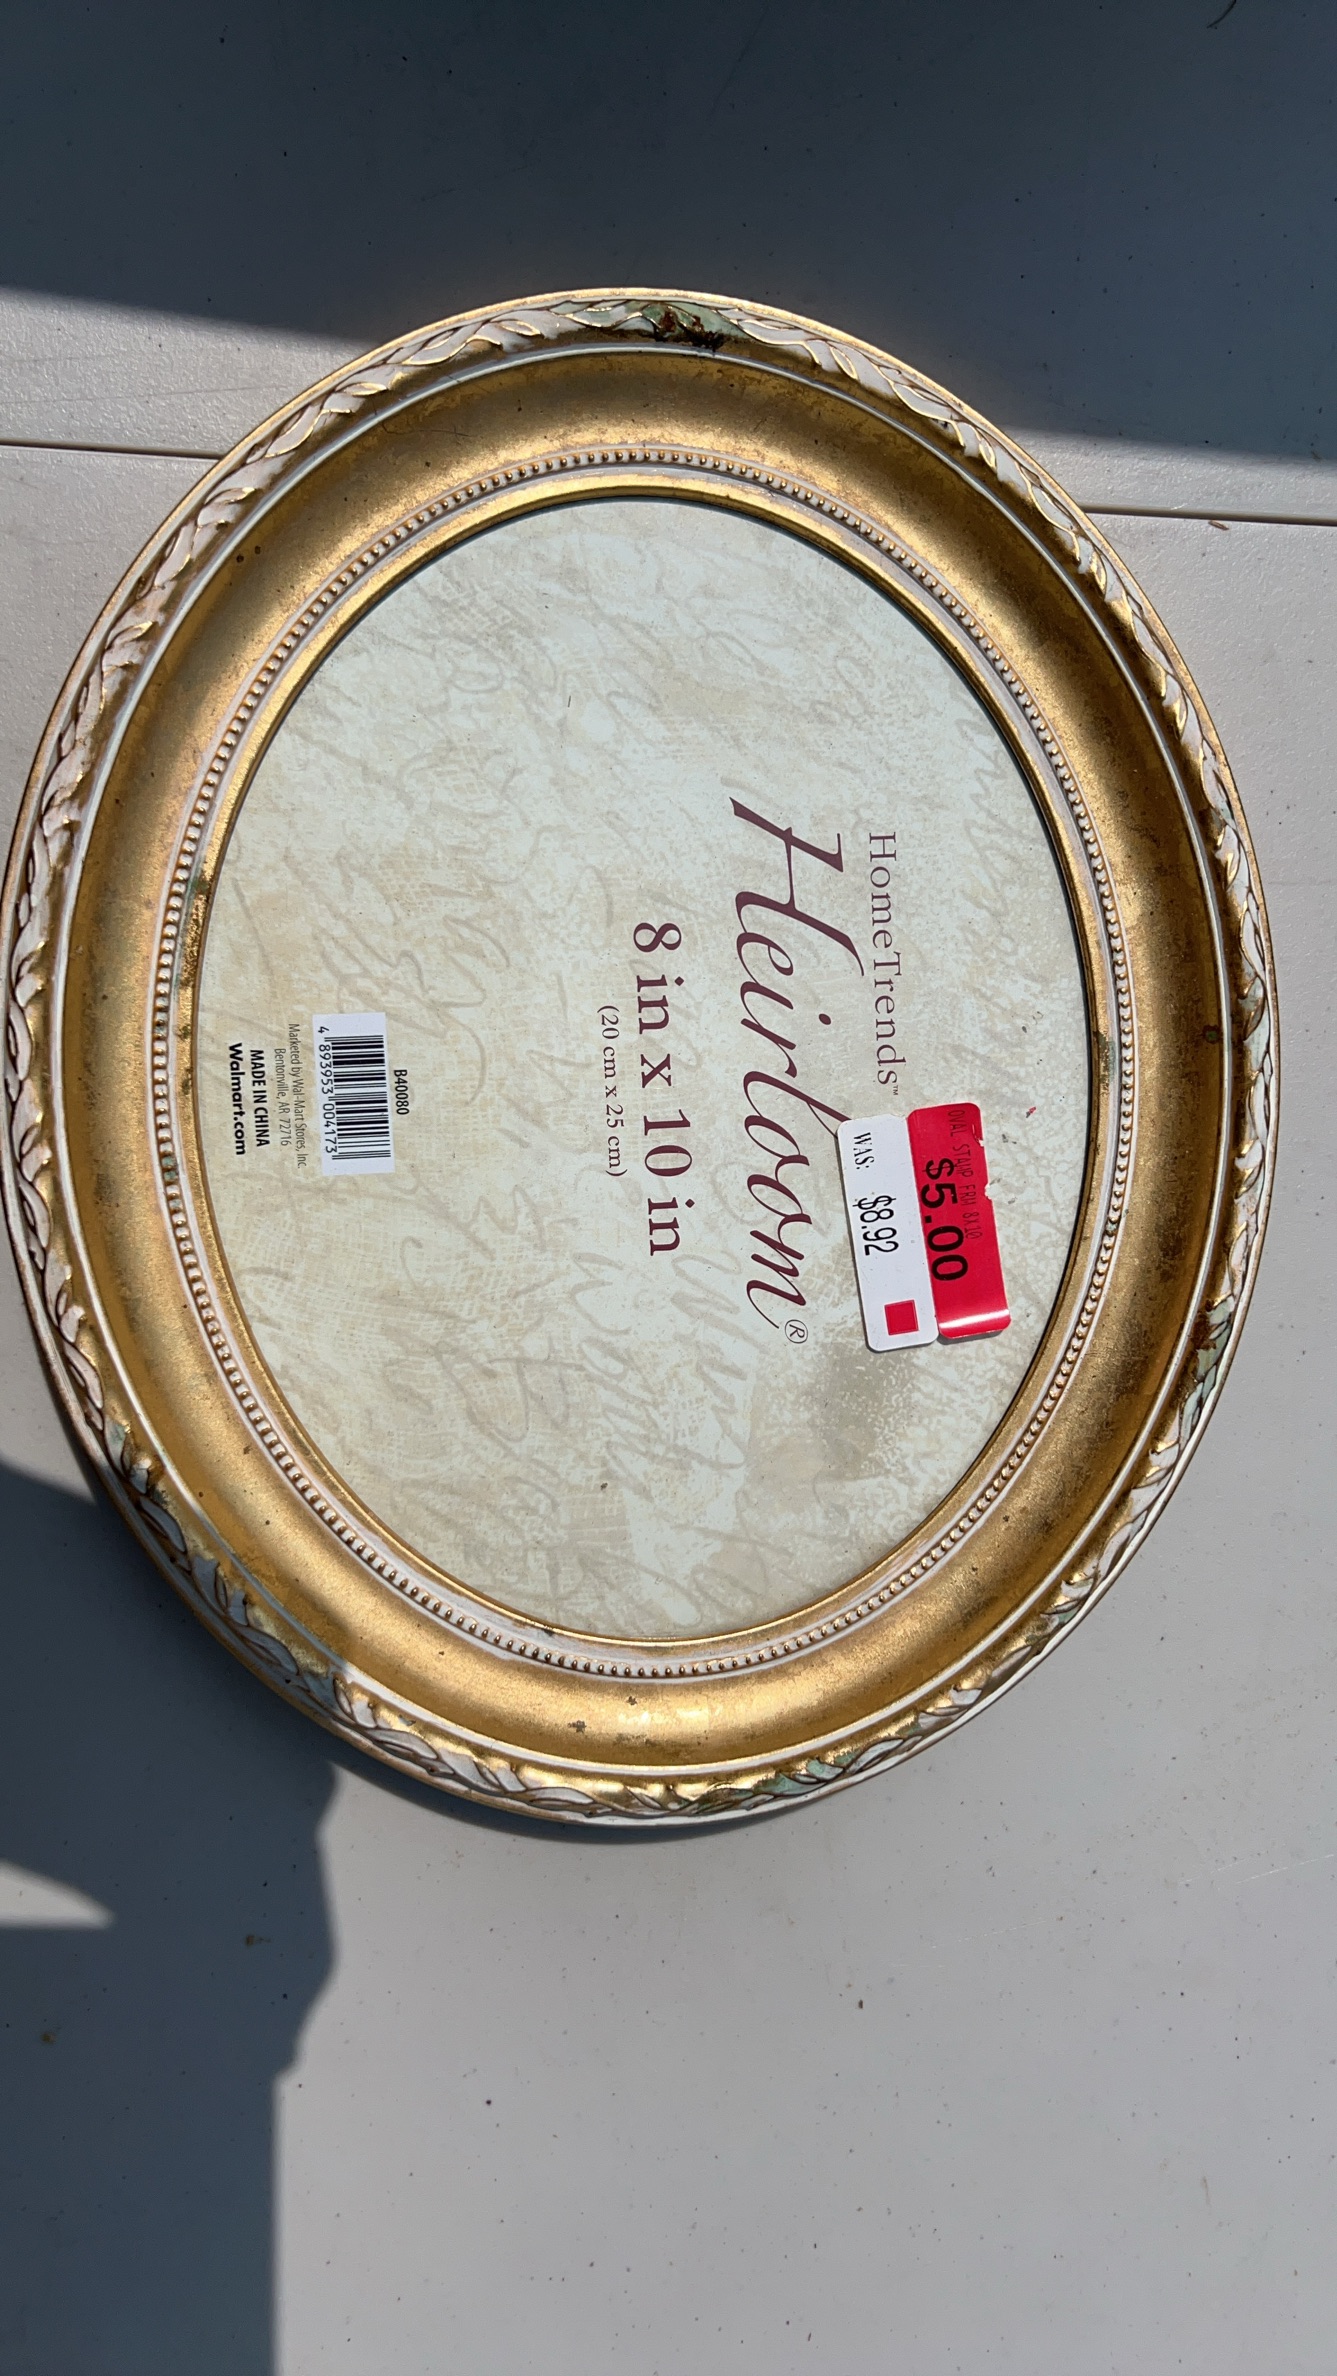 HomeTrends™
Heirloom®
8 in x 10 in
(20 cm x 25 cm)
OVAL STAMP FRM 8X10
$5.00
WAS: $8.92
B40080
4 893953 004173
Marketed by Wal-Mart Stores, Inc.
Bentonville, AR 72716
MADE IN CHINA
Walmart.com